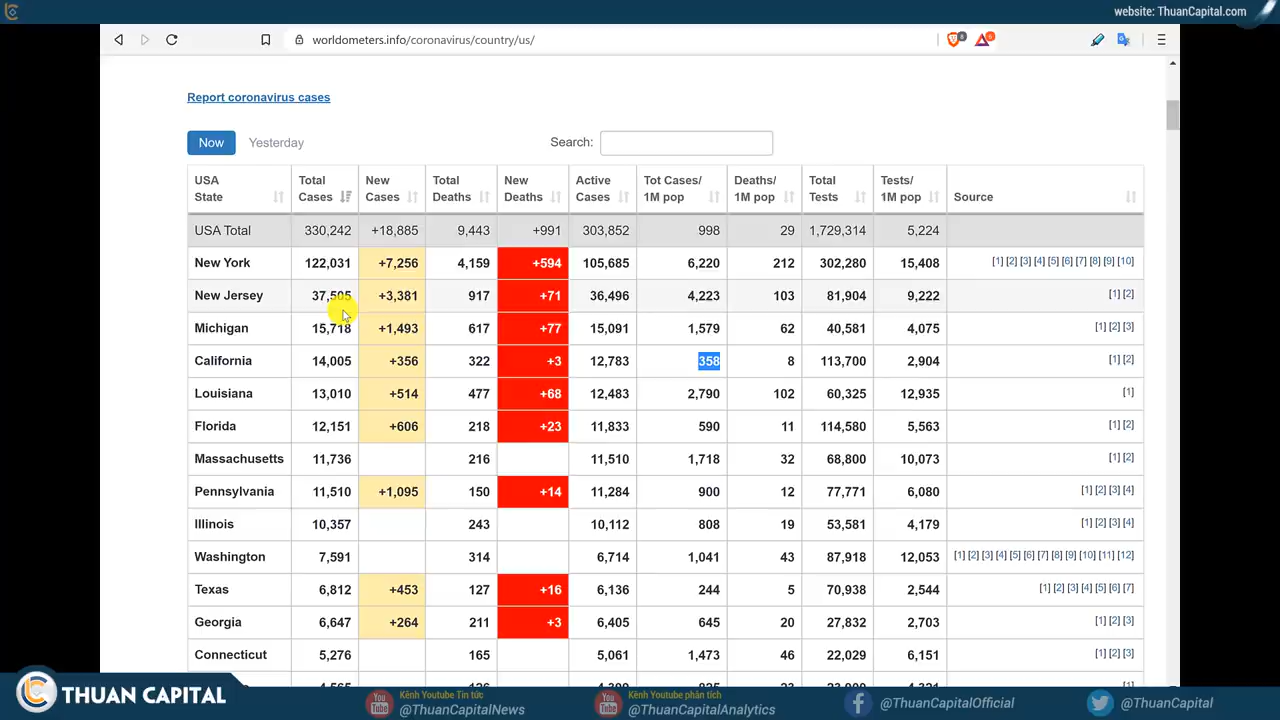 website: ThuanCapital.com
worldometers.info/coronavirus/country/us/
8
6
Report coronavirus cases
Now Yesterday Search:
USA State Total Cases New Cases Total Deaths New Deaths Active Cases Tot Cases/ 1M pop Deaths/ 1M pop Total Tests Tests/ 1M pop Source
USA Total 330,242 +18,885 9,443 +991 303,852 998 29 1,729,314 5,224
New York 122,031 +7,256 4,159 +594 105,685 6,220 212 302,280 15,408 [1] [2] [3] [4] [5] [6] [7] [8] [9] [10]
New Jersey 37,505 +3,381 917 +71 36,496 4,223 103 81,904 9,222 [1] [2]
Michigan 15,718 +1,493 617 +77 15,091 1,579 62 40,581 4,075 [1] [2] [3]
California 14,005 +356 322 +3 12,783 358 8 113,700 2,904 [1] [2]
Louisiana 13,010 +514 477 +68 12,483 2,790 102 60,325 12,935 [1]
Florida 12,151 +606 218 +23 11,833 590 11 114,580 5,563 [1] [2]
Massachusetts 11,736 216 11,510 1,718 32 68,800 10,073 [1] [2]
Pennsylvania 11,510 +1,095 150 +14 11,284 900 12 77,771 6,080 [1] [2] [3] [4]
Illinois 10,357 243 10,112 808 19 53,581 4,179 [1] [2] [3] [4]
Washington 7,591 314 6,714 1,041 43 87,918 12,053 [1] [2] [3] [4] [5] [6] [7] [8] [9] [10] [11] [12]
Texas 6,812 +453 127 +16 6,136 244 5 70,938 2,544 [1] [2] [3] [4] [5] [6] [7]
Georgia 6,647 +264 211 +3 6,405 645 20 27,832 2,703 [1] [2] [3]
Connecticut 5,276 165 5,061 1,473 46 22,029 6,151 [1] [2] [3]
THUAN CAPITAL
Kênh Youtube Tin tức
@ThuanCapitalNews
Kênh Youtube phân tích
@ThuanCapitalAnalytics
@ThuanCapitalOfficial
@ThuanCapital